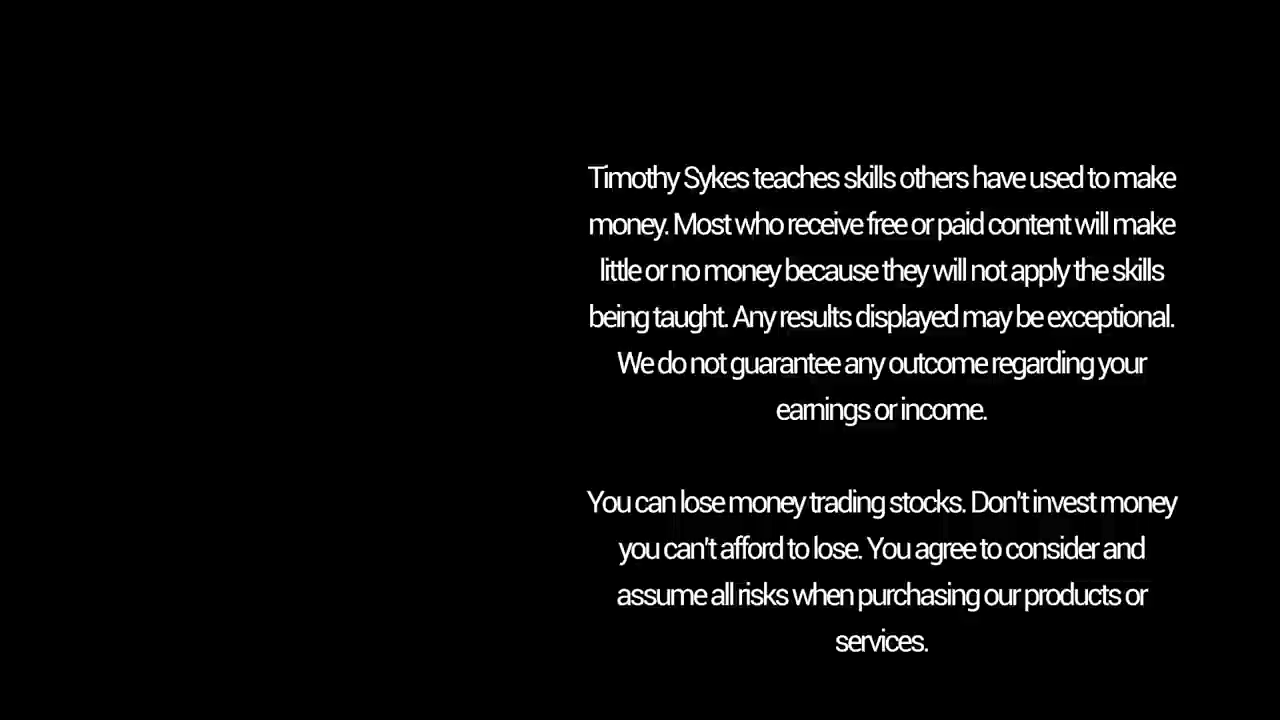 Timothy Sykes teaches skills others have used to make
money. Most who receive free or paid content will make
little or no money because they will not apply the skills
being taught. Any results displayed may be exceptional.
We do not guarantee any outcome regarding your
earnings or income.
You can lose money trading stocks. Don't invest money
you can't afford to lose. You agree to consider and
assume all risks when purchasing our products or
services.